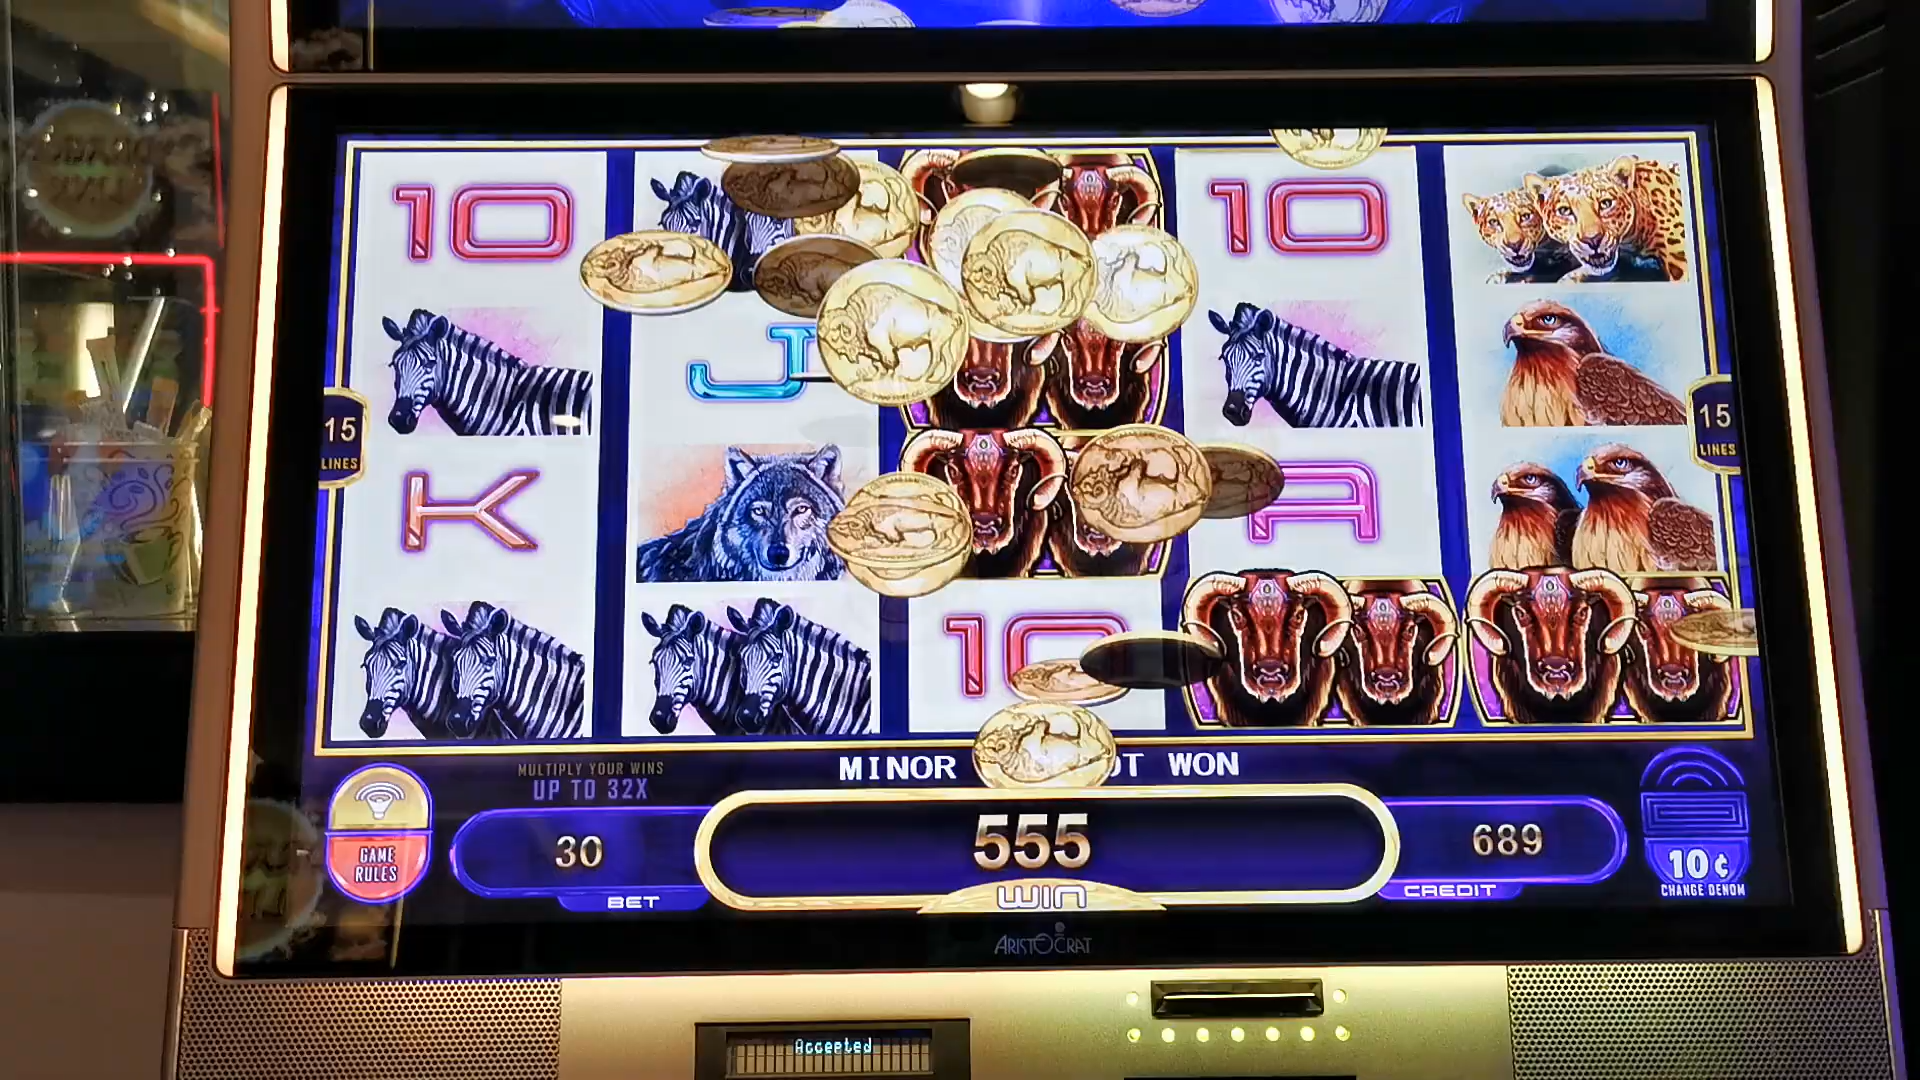 10
10
J
15
LINES
15
LINES
K
A
10
MINOR OT WON
MULTIPLY YOUR WINS
UP TO 32X
GAME
RULES
30
BET
555
WIN
689
CREDIT
10¢
CHANGE DENOM
ARISTOCRAT
Accepted